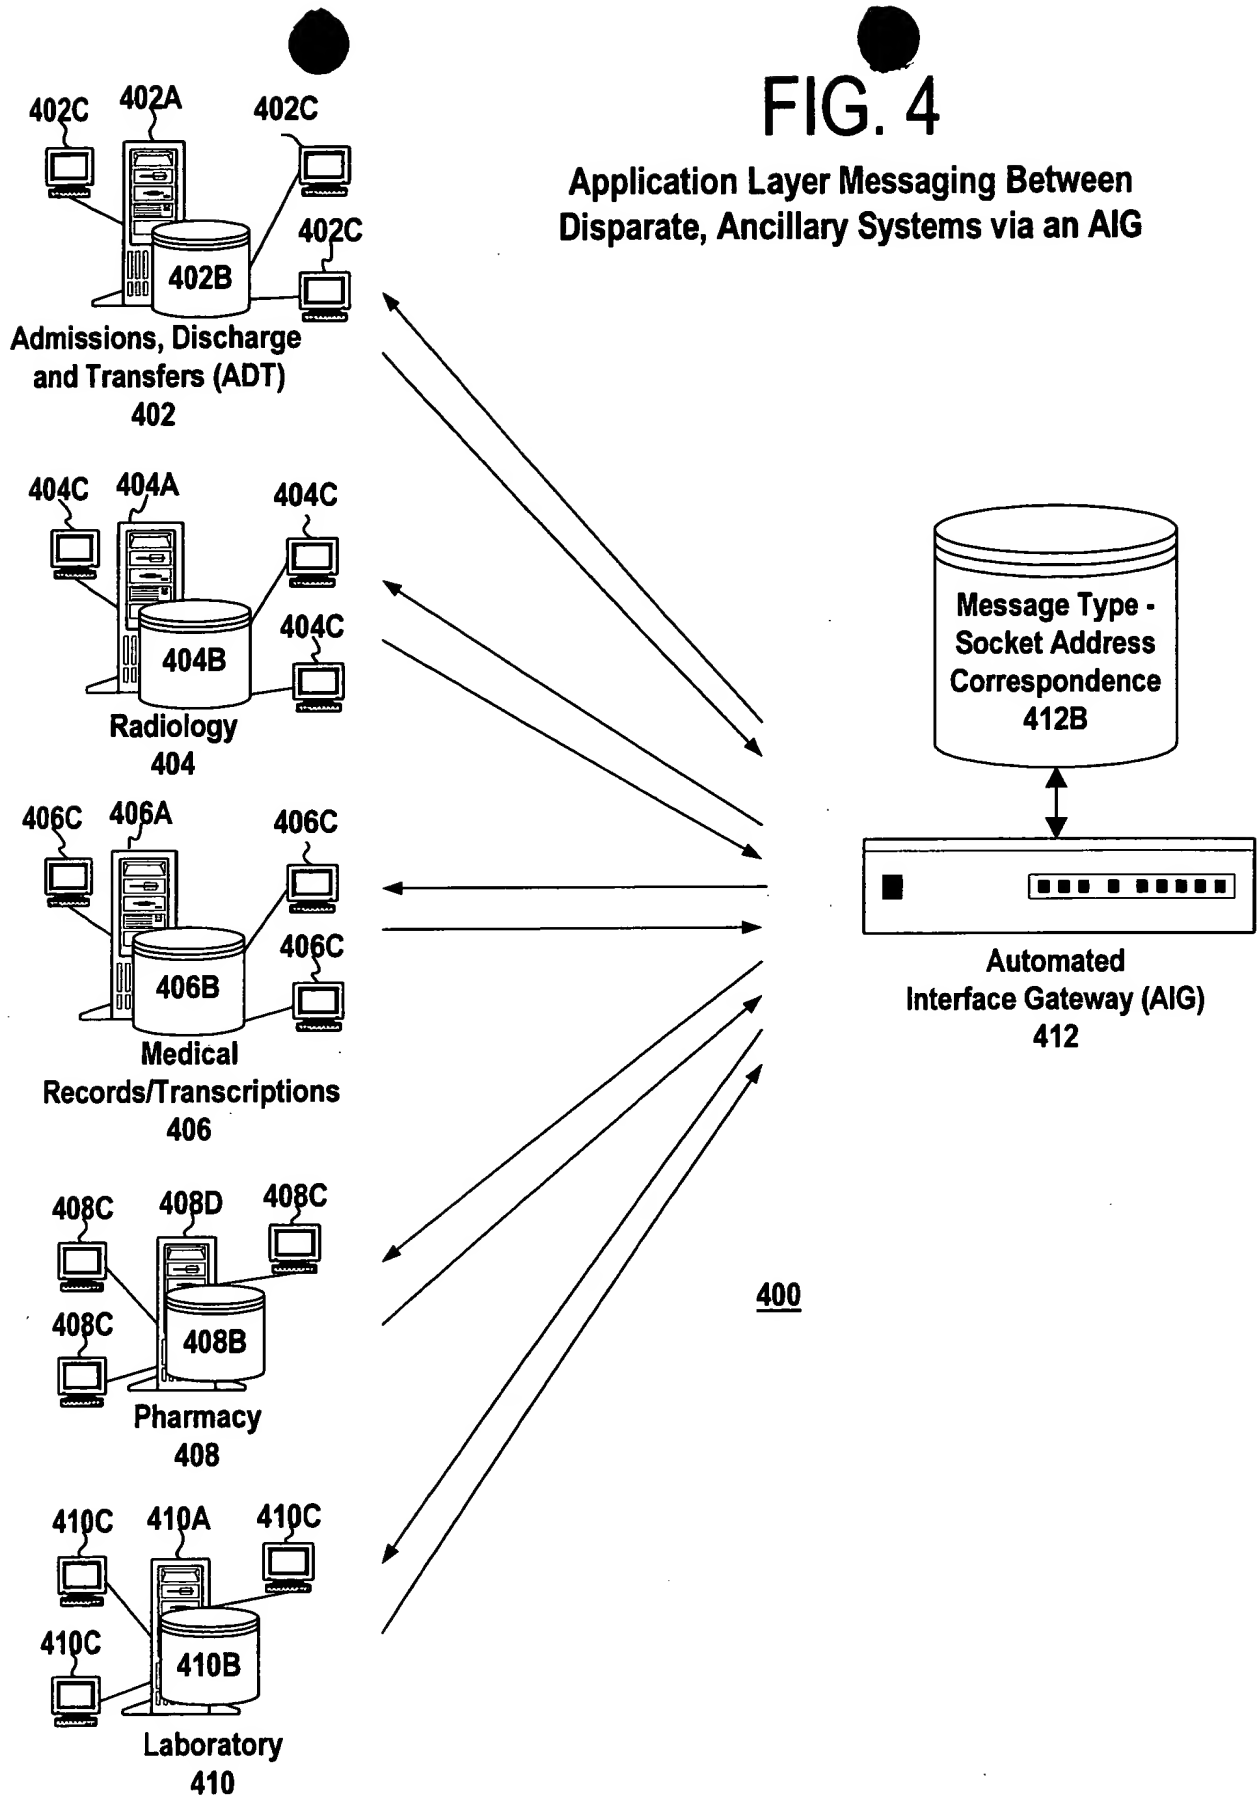 FIG. 4
Application Layer Messaging Between
Disparate, Ancillary Systems via an AIG
402C
402A
402C
402C
402B
Admissions, Discharge
and Transfers (ADT)
402
404C
404A
404C
404C
404B
Radiology
404
406C
406A
406C
406C
406B
Medical
Records/Transcriptions
406
408C
408D
408C
408C
408B
Pharmacy
408
410C
410A
410C
410C
410B
Laboratory
410
Message Type -
Socket Address
Correspondence
412B
Automated
Interface Gateway (AIG)
412
400